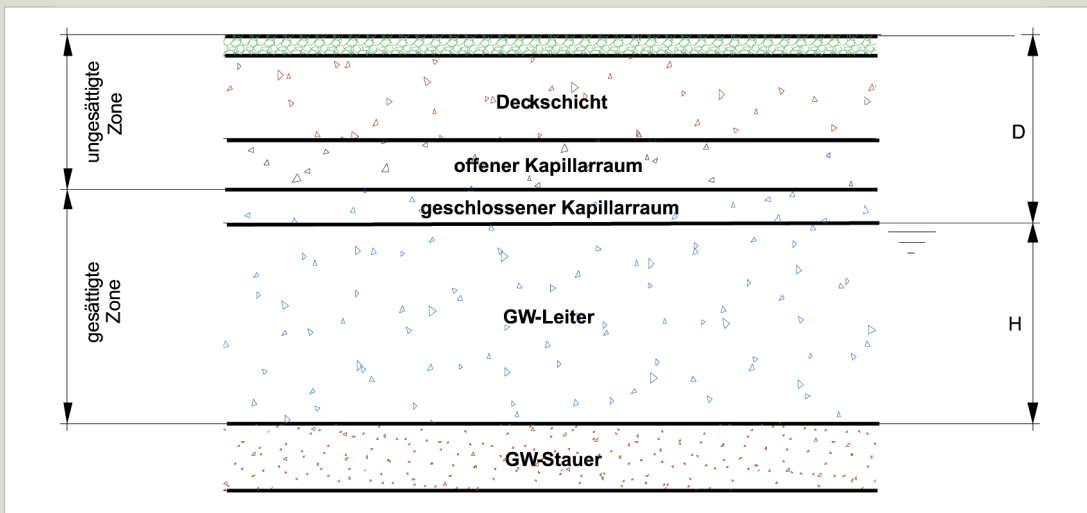 ungesättigte
Zone
Deckschicht
D
offener Kapillarraum
geschlossener Kapillarraum
gesättigte
Zone
GW-Leiter
H
GW-Stauer